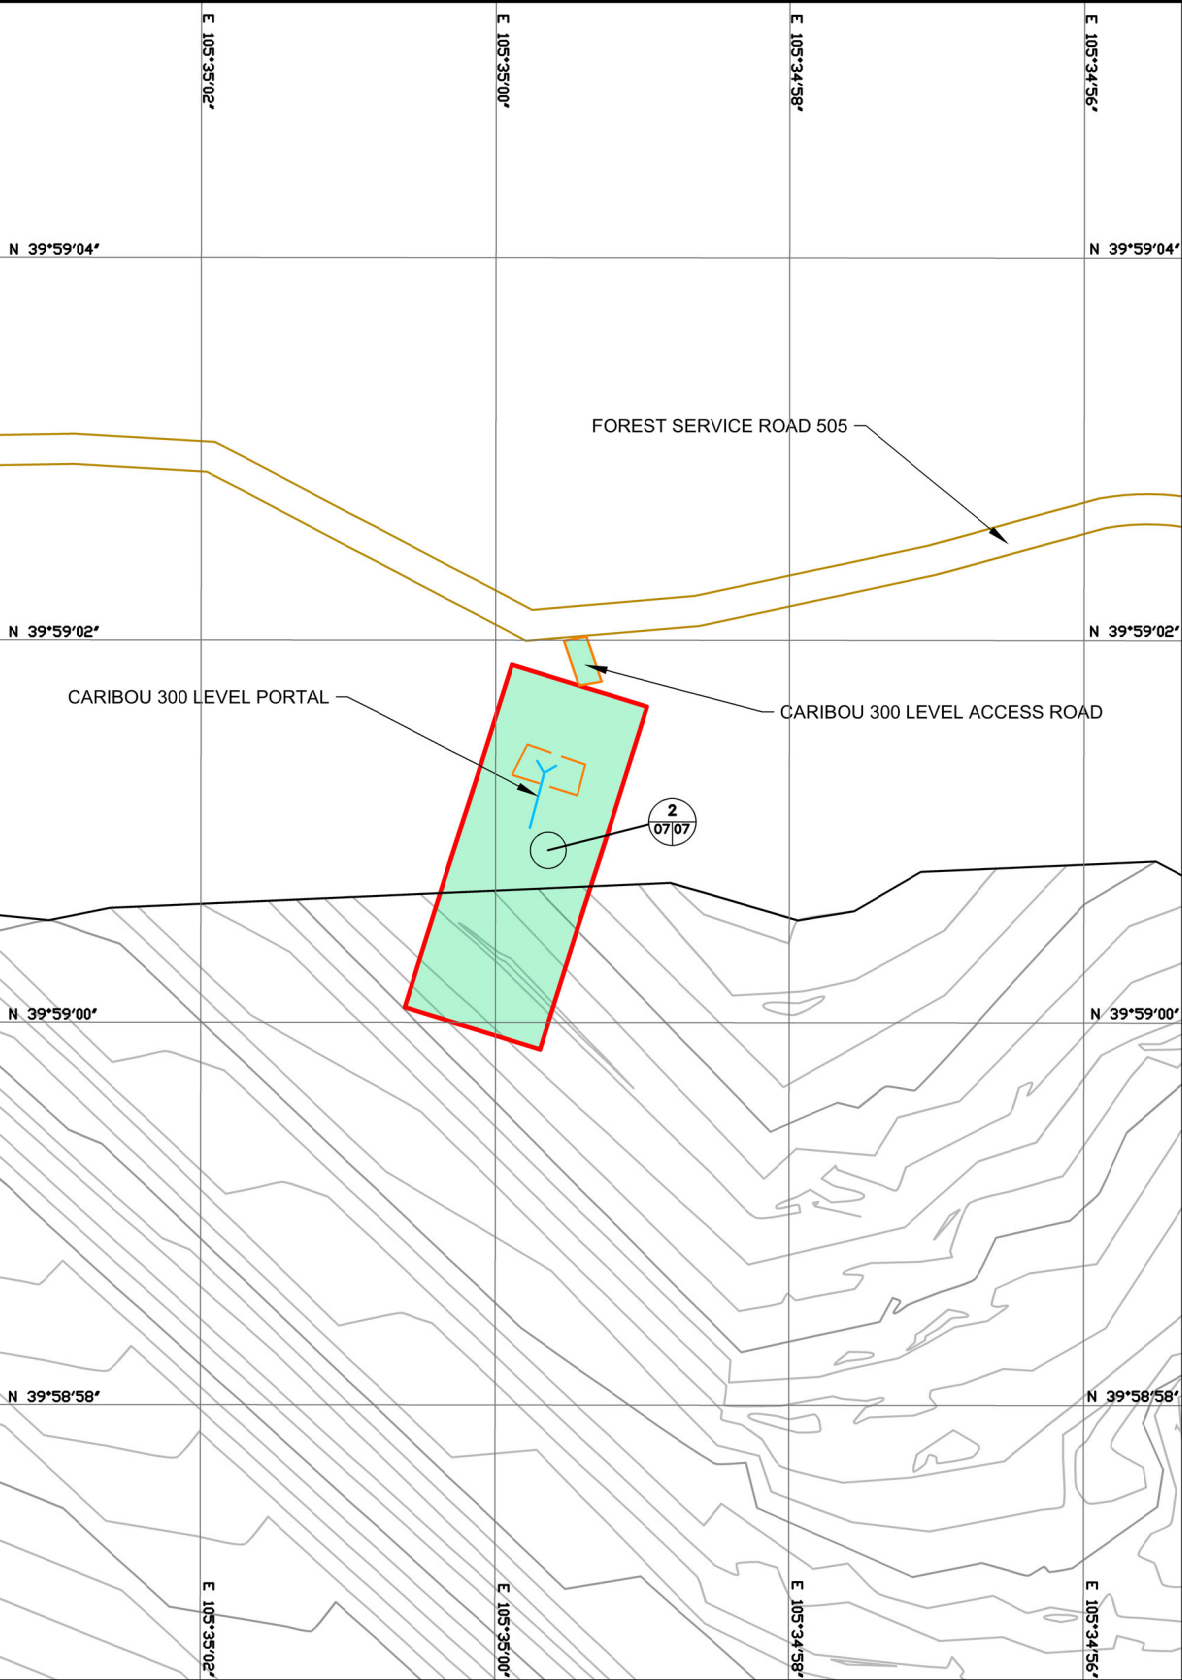 E 105°35'02"
E 105°35'00"
E 105°34'58"
E 105°34'56"
N 39°59'04"
N 39°59'04"
FOREST SERVICE ROAD 505
N 39°59'02"
N 39°59'02"
CARIBOU 300 LEVEL PORTAL
CARIBOU 300 LEVEL ACCESS ROAD
2
07 07
N 39°59'00"
N 39°59'00"
N 39°58'58"
N 39°58'58"
E 105°35'02"
E 105°35'00"
E 105°34'58"
E 105°34'56"